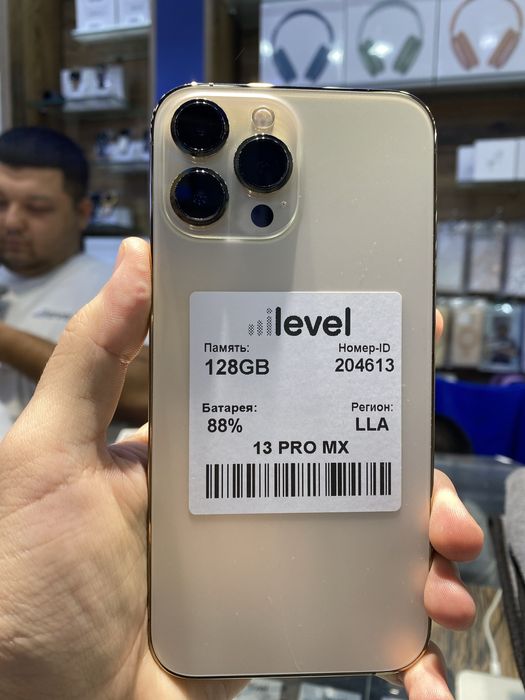 level
Память: Номер-ID
128GB 204613
Батарея: Регион:
88% LLA
13 PRO MX